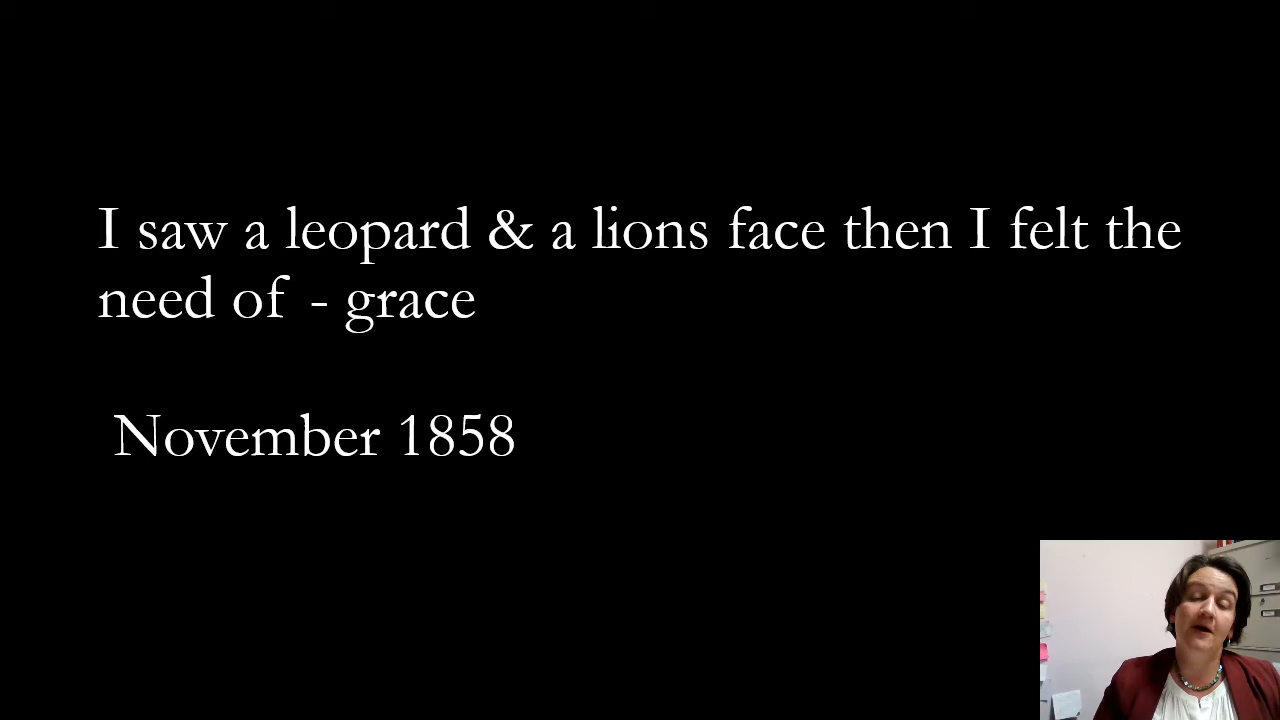 I saw a leopard & a lions face then I felt the
need of - grace
November 1858